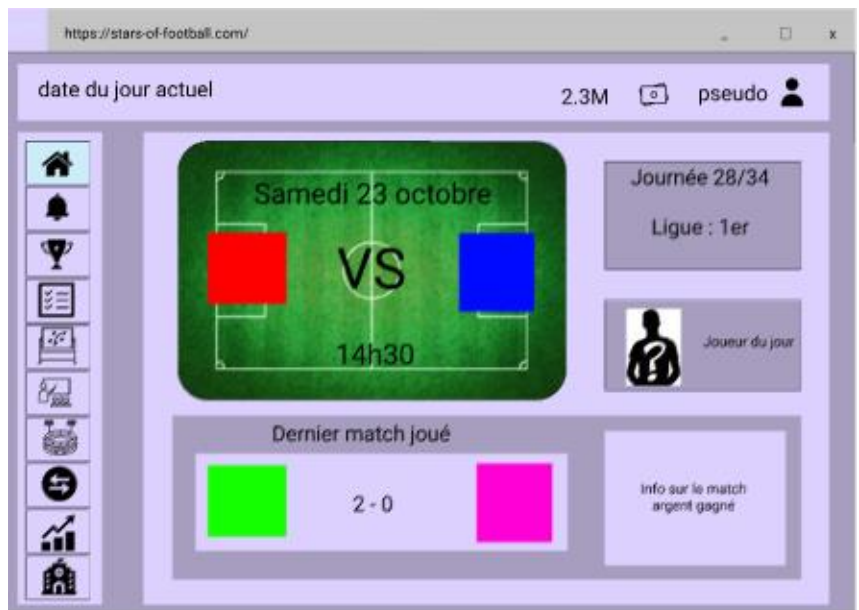 https://stars-of-football.com/
date du jour actuel
2.3M
pseudo
Samedi 23 octobre
VS
14h30
Journée 28/34
Ligue : 1er
Joueur du jour
Dernier match joué
2 - 0
Info sur le match
argent gagné